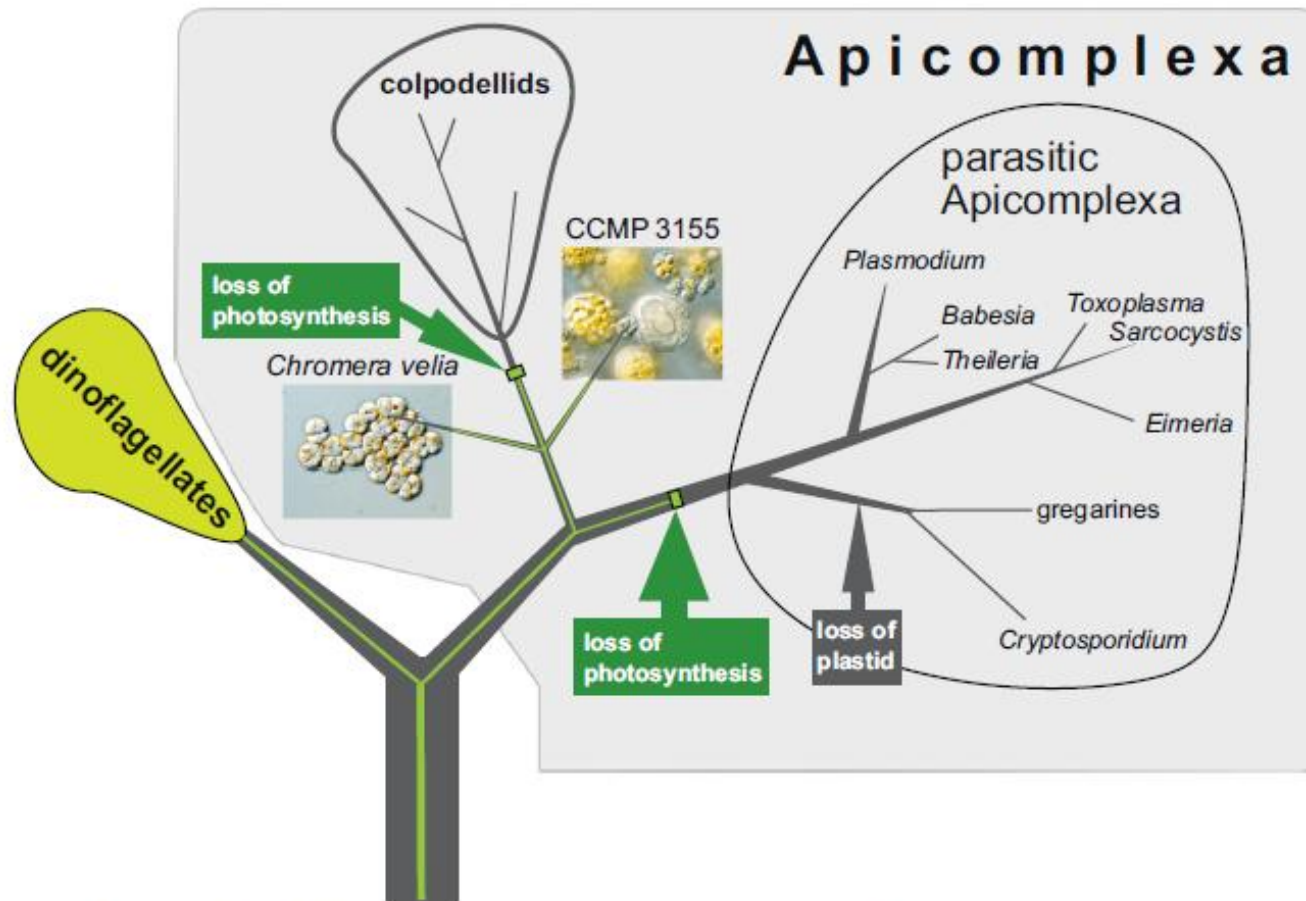 Apicomplexa
colpodellids
parasitic
Apicomplexa
CCMP 3155
Plasmodium
loss of
photosynthesis
Toxoplasma
Babesia
Sarcocystis
Theileria
Chromera velia
dinoflagellates
Eimeria
gregarines
loss of
photosynthesis
loss of
plastid
Cryptosporidium